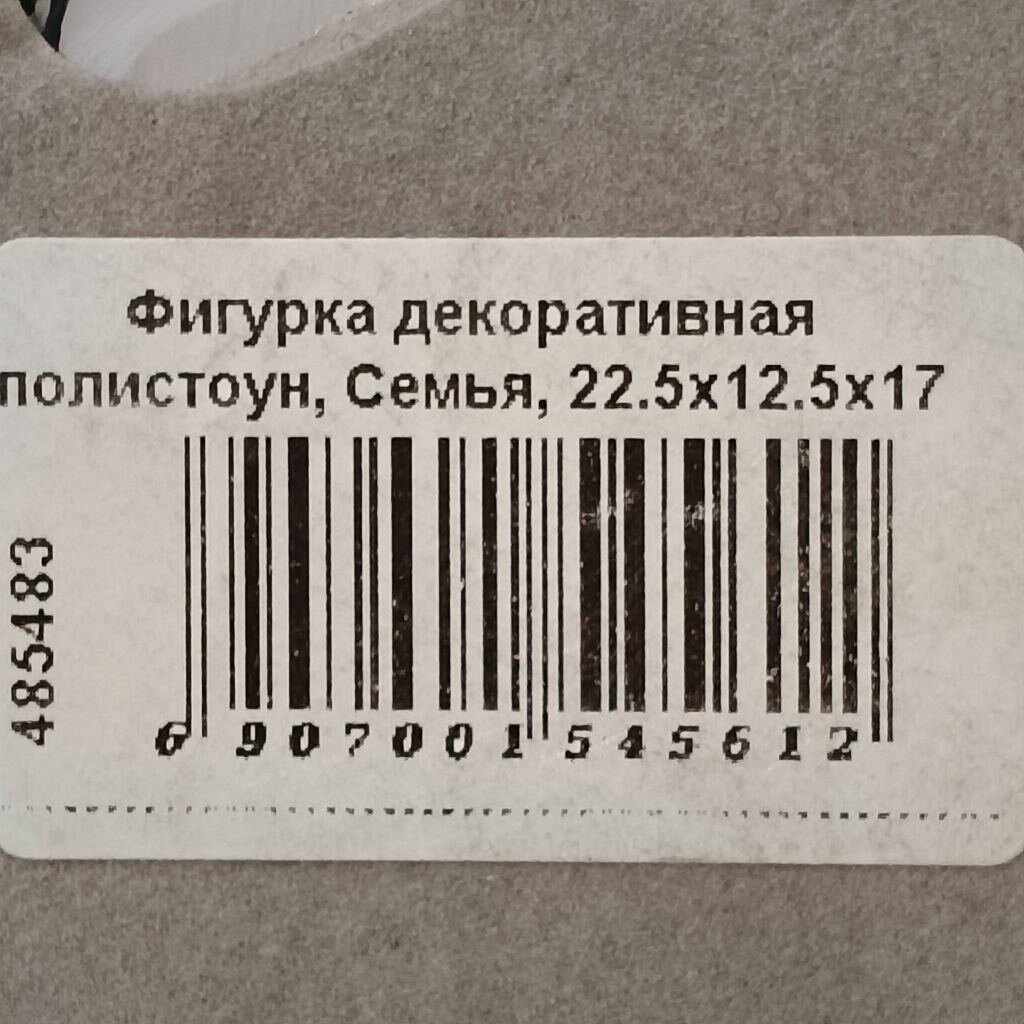 Фигурка декоративная
полистоун, Семья, 22.5x12.5x17
485483
6 907001 545612